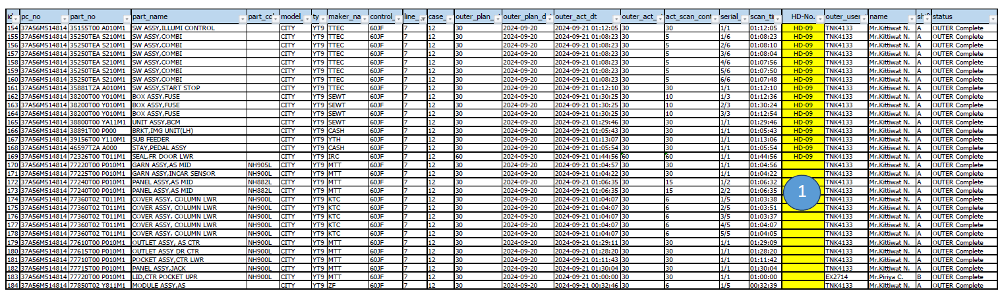 id pc_no part_no part_name part_col model_ ty maker_na control_ line_ case_ outer_plan_ outer_plan_d outer_act_dt outer_act_ act_scan_cont serial_ scan_ti HD-No. outer_user name shift status
154 37A56M514814 35155T00 A010M1 SW ASSY,ILLUMI CONTROL CITY YT9 TTEC 60JF 7 12 30 2024-09-20 2024-09-21 01:12:05 30 30 1/1 01:12:05 HD-09 TNK4133 Mr.Kittiwat N. A OUTER Complete
155 37A56M514814 35250TEA S210M1 SW ASSY,COMBI CITY YT9 TTEC 60JF 7 12 30 2024-09-20 2024-09-21 01:08:23 30 5 1/6 01:08:23 HD-09 TNK4133 Mr.Kittiwat N. A OUTER Complete
156 37A56M514814 35250TEA S210M1 SW ASSY,COMBI CITY YT9 TTEC 60JF 7 12 30 2024-09-20 2024-09-21 01:08:23 30 5 2/6 01:08:10 HD-09 TNK4133 Mr.Kittiwat N. A OUTER Complete
157 37A56M514814 35250TEA S210M1 SW ASSY,COMBI CITY YT9 TTEC 60JF 7 12 30 2024-09-20 2024-09-21 01:08:23 30 5 3/6 01:08:04 HD-09 TNK4133 Mr.Kittiwat N. A OUTER Complete
158 37A56M514814 35250TEA S210M1 SW ASSY,COMBI CITY YT9 TTEC 60JF 7 12 30 2024-09-20 2024-09-21 01:08:23 30 5 4/6 01:07:56 HD-09 TNK4133 Mr.Kittiwat N. A OUTER Complete
159 37A56M514814 35250TEA S210M1 SW ASSY,COMBI CITY YT9 TTEC 60JF 7 12 30 2024-09-20 2024-09-21 01:08:23 30 5 5/6 01:07:50 HD-09 TNK4133 Mr.Kittiwat N. A OUTER Complete
160 37A56M514814 35250TEA S210M1 SW ASSY,COMBI CITY YT9 TTEC 60JF 7 12 30 2024-09-20 2024-09-21 01:08:23 30 5 6/6 01:07:48 HD-09 TNK4133 Mr.Kittiwat N. A OUTER Complete
161 37A56M514814 35881TZA A010M1 SW ASSY,START STOP CITY YT9 TTEC 60JF 7 12 30 2024-09-20 2024-09-21 01:12:10 30 30 1/1 01:12:10 HD-09 TNK4133 Mr.Kittiwat N. A OUTER Complete
162 37A56M514814 38200T00 Y010M1 BOX ASSY,FUSE CITY YT9 SEWT 60JF 7 12 30 2024-09-20 2024-09-21 01:30:25 30 10 1/3 01:12:36 HD-09 TNK4133 Mr.Kittiwat N. A OUTER Complete
163 37A56M514814 38200T00 Y010M1 BOX ASSY,FUSE CITY YT9 SEWT 60JF 7 12 30 2024-09-20 2024-09-21 01:30:25 30 10 2/3 01:30:24 HD-09 TNK4133 Mr.Kittiwat N. A OUTER Complete
164 37A56M514814 38200T00 Y010M1 BOX ASSY,FUSE CITY YT9 SEWT 60JF 7 12 30 2024-09-20 2024-09-21 01:30:25 30 10 3/3 01:12:54 HD-09 TNK4133 Mr.Kittiwat N. A OUTER Complete
165 37A56M514814 38800T00 YA11M1 UNIT ASSY,BCM CITY YT9 SEWT 60JF 7 12 30 2024-09-20 2024-09-21 01:29:46 30 30 1/1 01:29:46 HD-09 TNK4133 Mr.Kittiwat N. A OUTER Complete
166 37A56M514814 38891T00 P000 BRKT,IMG UNIT(LH) CITY YT9 CASH 60JF 7 12 30 2024-09-20 2024-09-21 01:05:43 30 30 1/1 01:05:43 HD-09 TNK4133 Mr.Kittiwat N. A OUTER Complete
167 37A56M514814 39156T00 Y110M1 SUB FEEDER CITY YT9 YTH 60JF 7 12 30 2024-09-20 2024-09-21 01:13:07 30 30 1/1 01:13:06 HD-09 TNK4133 Mr.Kittiwat N. A OUTER Complete
168 37A56M514814 46597TZA A000 STAY,PEDAL ASSY CITY YT9 CASH 60JF 7 12 30 2024-09-20 2024-09-21 01:05:54 30 30 1/1 01:05:54 HD-09 TNK4133 Mr.Kittiwat N. A OUTER Complete
169 37A56M514814 72326T00 T011M1 SEAL,FR DOOR LWR CITY YT9 IRC 60JF 7 12 60 2024-09-20 2024-09-21 01:44:56 60 60 1/1 01:44:56 HD-09 TNK4133 Mr.Kittiwat N. A OUTER Complete
170 37A56M514814 77220T00 P010M1 GARN ASSY,AS MID NH905L CITY YT9 MTT 60JF 7 12 30 2024-09-20 2024-09-21 01:04:57 30 30 1/1 01:04:56 TNK4133 Mr.Kittiwat N. A OUTER Complete
171 37A56M514814 77225T00 P010M1 GARN ASSY,INCAR SENSOR NH900L CITY YT9 MTT 60JF 7 12 30 2024-09-20 2024-09-21 01:04:22 30 30 1/1 01:04:22 TNK4133 Mr.Kittiwat N. A OUTER Complete
172 37A56M514814 77240T00 P010M1 PANEL ASSY,AS MID NH882L CITY YT9 MTT 60JF 7 12 30 2024-09-20 2024-09-21 01:06:35 30 15 1/2 01:06:32 TNK4133 Mr.Kittiwat N. A OUTER Complete
173 37A56M514814 77240T00 P010M1 PANEL ASSY,AS MID NH882L CITY YT9 MTT 60JF 7 12 30 2024-09-20 2024-09-21 01:06:35 30 15 2/2 01:06:35 1 TNK4133 Mr.Kittiwat N. A OUTER Complete
174 37A56M514814 77360T02 T011M1 COVER ASSY, COLUMN LWR NH900L CITY YT9 KTC 60JF 7 12 30 2024-09-20 2024-09-21 01:04:07 30 6 1/5 01:03:38 TNK4133 Mr.Kittiwat N. A OUTER Complete
175 37A56M514814 77360T02 T011M1 COVER ASSY, COLUMN LWR NH900L CITY YT9 KTC 60JF 7 12 30 2024-09-20 2024-09-21 01:04:07 30 6 2/5 01:03:51 TNK4133 Mr.Kittiwat N. A OUTER Complete
176 37A56M514814 77360T02 T011M1 COVER ASSY, COLUMN LWR NH900L CITY YT9 KTC 60JF 7 12 30 2024-09-20 2024-09-21 01:04:07 30 6 3/5 01:03:37 TNK4133 Mr.Kittiwat N. A OUTER Complete
177 37A56M514814 77360T02 T011M1 COVER ASSY, COLUMN LWR NH900L CITY YT9 KTC 60JF 7 12 30 2024-09-20 2024-09-21 01:04:07 30 6 4/5 01:04:07 TNK4133 Mr.Kittiwat N. A OUTER Complete
178 37A56M514814 77360T02 T011M1 COVER ASSY, COLUMN LWR NH900L CITY YT9 KTC 60JF 7 12 30 2024-09-20 2024-09-21 01:04:07 30 6 5/5 01:04:05 TNK4133 Mr.Kittiwat N. A OUTER Complete
179 37A56M514814 77610T00 P010M1 OUTLET ASSY, AS CTR NH900L CITY YT9 MTT 60JF 7 12 30 2024-09-20 2024-09-21 01:29:11 30 30 1/1 01:29:09 TNK4133 Mr.Kittiwat N. A OUTER Complete
180 37A56M514814 77615T00 P010M1 OUTLET ASSY DR CTR NH900L CITY YT9 MTT 60JF 7 12 30 2024-09-20 2024-09-21 01:28:20 30 30 1/1 01:28:20 TNK4133 Mr.Kittiwat N. A OUTER Complete
181 37A56M514814 77710T00 P010M1 POCKET ASSY,CTR LWR NH900L CITY YT9 MTT 60JF 7 12 30 2024-09-20 2024-09-21 01:11:43 30 30 1/1 01:11:42 TNK4133 Mr.Kittiwat N. A OUTER Complete
182 37A56M514814 77715T00 P010M1 PANEL ASSY,JACK NH900L CITY YT9 MTT 60JF 7 12 30 2024-09-20 2024-09-21 01:30:04 30 30 1/1 01:30:04 TNK4133 Mr.Kittiwat N. A OUTER Complete
183 37A56M514814 77720T00 P010M1 LID,CTR POCKET UPR NH900L CITY YT9 MTT 60JF 7 12 30 2024-09-20 2024-09-21 01:00:00 30 30 1/1 01:00:00 EX2714 Mr.Piriya C. B OUTER Complete
184 37A56M514814 77850T02 Y811M1 MODULE ASSY,AS CITY YT9 ZF 60JF 7 12 30 2024-09-20 2024-09-21 00:32:46 30 6 1/5 00:32:39 TNK4133 Mr.Kittiwat N. A OUTER Complete